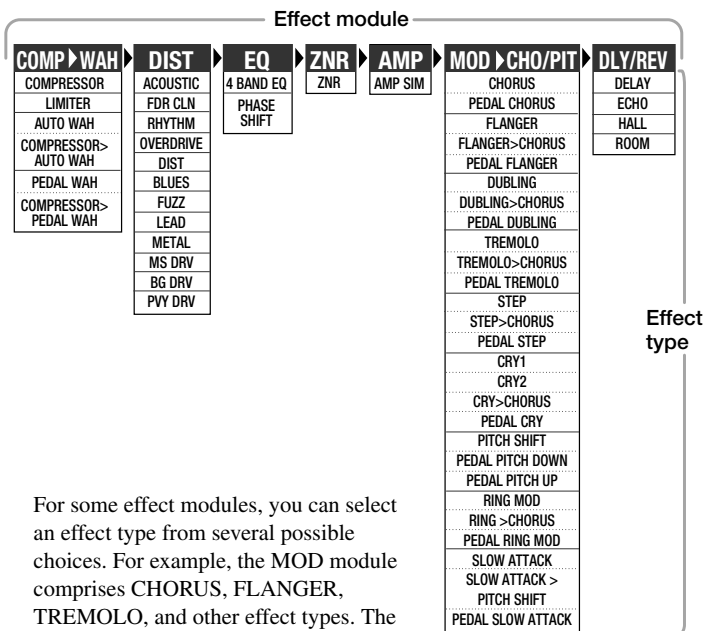 Effect module
COMP▶WAH
COMPRESSOR
LIMITER
AUTO WAH
COMPRESSOR>
AUTO WAH
PEDAL WAH
COMPRESSOR>
PEDAL WAH
DIST
ACOUSTIC
FDR CLN
RHYTHM
OVERDRIVE
DIST
BLUES
FUZZ
LEAD
METAL
MS DRV
BG DRV
PVY DRV
EQ
4 BAND EQ
PHASE
SHIFT
ZNR
ZNR
AMP
AMP SIM
MOD▶CHO/PIT
CHORUS
PEDAL CHORUS
FLANGER
FLANGER>CHORUS
PEDAL FLANGER
DUBLING
DUBLING>CHORUS
PEDAL DUBLING
TREMOLO
TREMOLO>CHORUS
PEDAL TREMOLO
STEP
STEP>CHORUS
PEDAL STEP
CRY1
CRY2
CRY>CHORUS
PEDAL CRY
PITCH SHIFT
PEDAL PITCH DOWN
PEDAL PITCH UP
RING MOD
RING >CHORUS
PEDAL RING MOD
SLOW ATTACK
SLOW ATTACK >
PITCH SHIFT
PEDAL SLOW ATTACK
DLY/REV
DELAY
ECHO
HALL
ROOM
Effect
type
For some effect modules, you can select
an effect type from several possible
choices. For example, the MOD module
comprises CHORUS, FLANGER,
TREMOLO, and other effect types. The